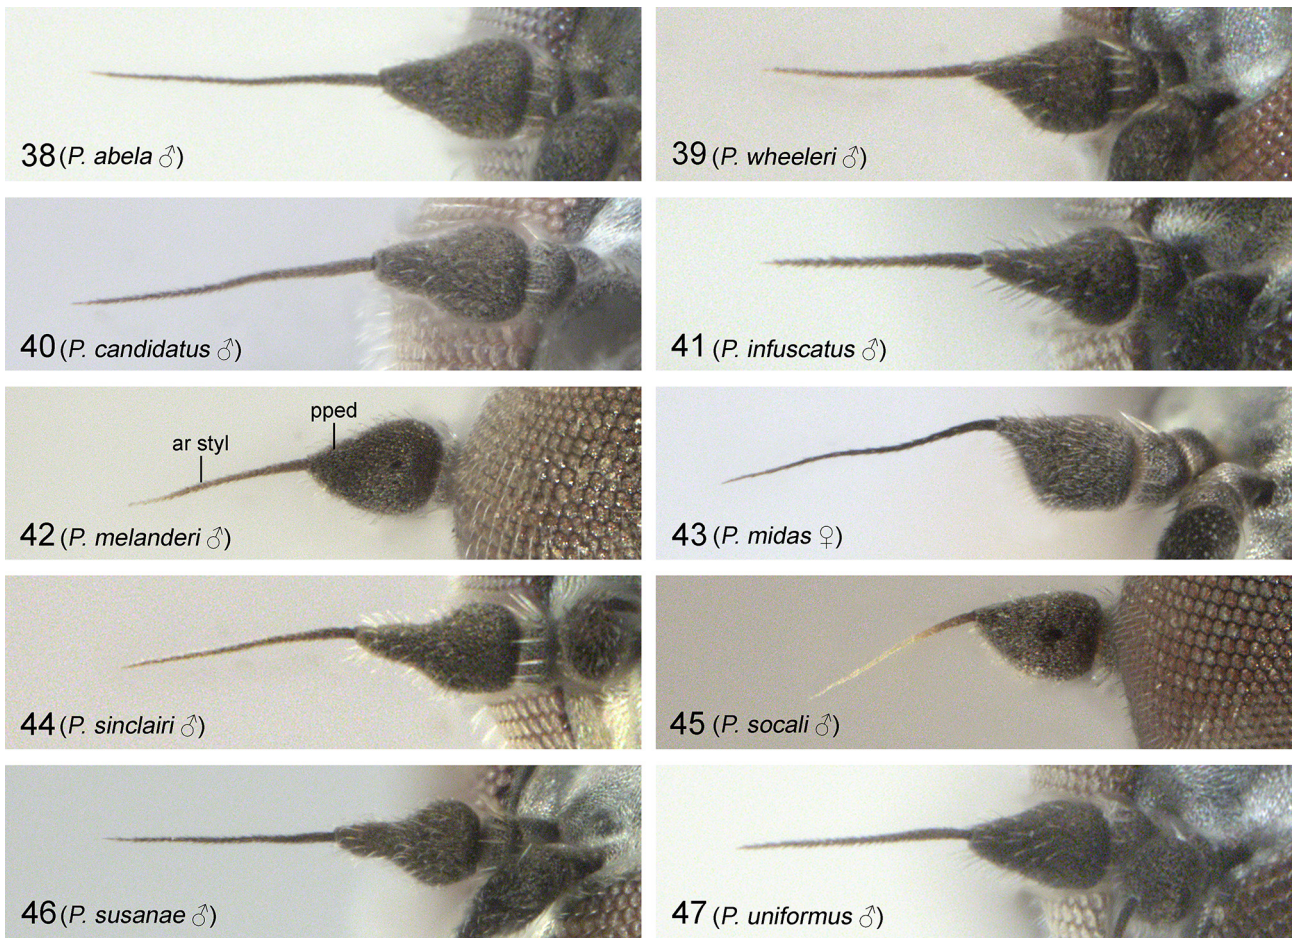 38 (P. abela ♂)
39 (P. wheeleri ♂)
40 (P. candidatus ♂)
41 (P. infuscatus ♂)
pped
ar styl
42 (P. melanderi ♂)
43 (P. midas ♀)
44 (P. sinclairi ♂)
45 (P. socali ♂)
46 (P. susanae ♂)
47 (P. uniformus ♂)